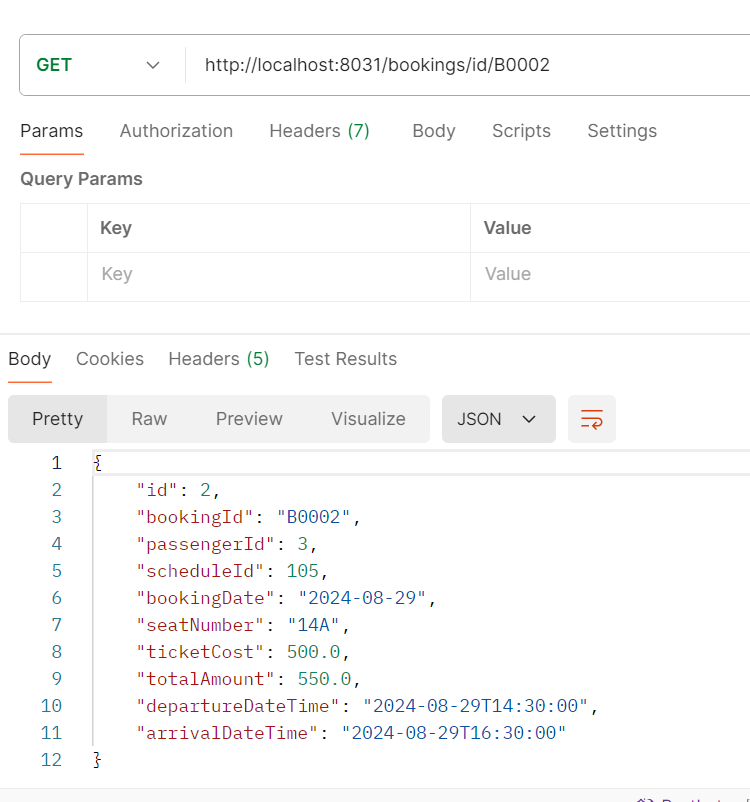 GET http://localhost:8031/bookings/id/B0002
Params Authorization Headers (7) Body Scripts Settings
Query Params
Key Value
Key Value
Body Cookies Headers (5) Test Results
Pretty Raw Preview Visualize JSON
1 {
2 "id": 2,
3 "bookingId": "B0002",
4 "passengerId": 3,
5 "scheduleId": 105,
6 "bookingDate": "2024-08-29",
7 "seatNumber": "14A",
8 "ticketCost": 500.0,
9 "totalAmount": 550.0,
10 "departureDateTime": "2024-08-29T14:30:00",
11 "arrivalDateTime": "2024-08-29T16:30:00"
12 }